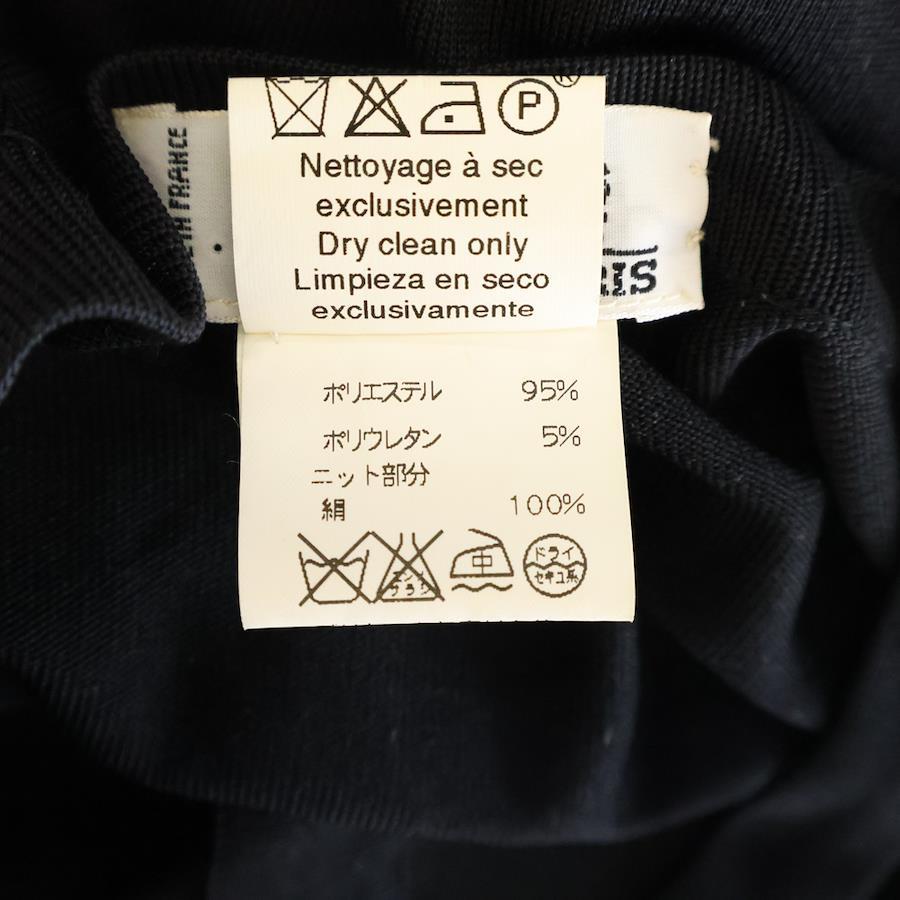 P
®
Nettoyage à sec
exclusivement
Dry clean only
Limpieza en seco
exclusivamente
FRANCE
ポリエステル 95%
ポリウレタン 5%
ニット部分
絹 100%
中
ドライ
セキユ系